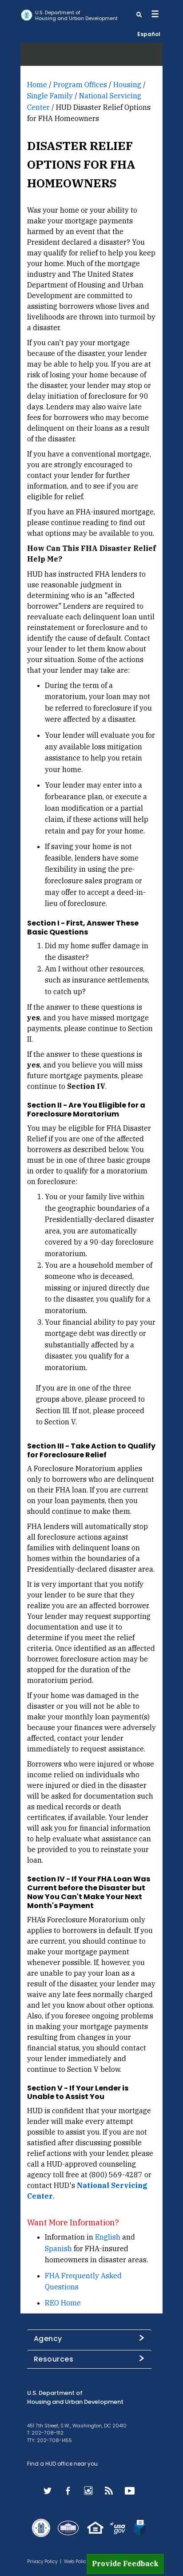 U.S. Department of
Housing and Urban Development
Español
Home / Program Offices / Housing /
Single Family / National Servicing
Center / HUD Disaster Relief Options
for FHA Homeowners
DISASTER RELIEF
OPTIONS FOR FHA
HOMEOWNERS
Was your home or your ability to
make your mortgage payments
harmed by an event that the
President declared a disaster? You
may qualify for relief to help you keep
your home. Much of the mortgage
industry and The United States
Department of Housing and Urban
Development are committed to
assisting borrowers whose lives and
livelihoods are thrown into turmoil by
a disaster.
If you can't pay your mortgage
because of the disaster, your lender
may be able to help you. If you are at
risk of losing your home because of
the disaster, your lender may stop or
delay initiation of foreclosure for 90
days. Lenders may also waive late
fees for borrowers who may become
delinquent on their loans as a result
of the disaster.
If you have a conventional mortgage,
you are strongly encouraged to
contact your lender for further
information, and to see if you are
eligible for relief.
If you have an FHA-insured mortgage,
please continue reading to find out
what options may be available to you.
How Can This FHA Disaster Relief
Help Me?
HUD has instructed FHA lenders to
use reasonable judgment in
determining who is an "affected
borrower." Lenders are required to
reevaluate each delinquent loan until
reinstatement or foreclosure and to
identify the cause of default. Contact
your lender to let them know about
your situation. Some of the actions
that your lender may take are:
• During the term of a
moratorium, your loan may not
be referred to foreclosure if you
were affected by a disaster.
• Your lender will evaluate you for
any available loss mitigation
assistance to help you retain
your home.
• Your lender may enter into a
forbearance plan, or execute a
loan modification or a partial
claim, if these actions will help
retain and pay for your home.
• If saving your home is not
feasible, lenders have some
flexibility in using the pre-
foreclosure sales program or
may offer to accept a deed-in-
lieu of foreclosure.
Section I - First, Answer These
Basic Questions
1. Did my home suffer damage in
the disaster?
2. Am I without other resources,
such as insurance settlements,
to catch up?
If the answer to these questions is
yes, and you have missed mortgage
payments, please continue to Section
II.
If the answer to these questions is
yes, and you believe you will miss
future mortgage payments, please
continue to Section IV.
Section II - Are You Eligible for a
Foreclosure Moratorium
You may be eligible for FHA Disaster
Relief if you are one of the affected
borrowers as described below. You
must be in one of these basic groups
in order to qualify for a moratorium
on foreclosure:
1. You or your family live within
the geographic boundaries of a
Presidentially-declared disaster
area, you are automatically
covered by a 90-day foreclosure
moratorium.
2. You are a household member of
someone who is deceased,
missing or injured directly due
to the disaster, you qualify for a
moratorium.
3. Your financial ability to pay your
mortgage debt was directly or
substantially affected by a
disaster, you qualify for a
moratorium.
If you are in one of the three
groups above, please proceed to
Section III. If not, please proceed
to Section V.
Section III - Take Action to Qualify
for Foreclosure Relief
A Foreclosure Moratorium applies
only to borrowers who are delinquent
on their FHA loan. If you are current
on your loan payments, then you
should continue to make them.
FHA lenders will automatically stop
all foreclosure actions against
families with delinquent loans on
homes within the boundaries of a
Presidentially-declared disaster area.
It is very important that you notify
your lender to be sure that they
realize you are an affected borrower.
Your lender may request supporting
documentation and use it to
determine if you meet the relief
criteria. Once identified as an affected
borrower, foreclosure action may be
stopped for the duration of the
moratorium period.
If your home was damaged in the
disaster or you will not be able to
make your monthly loan payment(s)
because your finances were adversely
affected, contact your lender
immediately to request assistance.
Borrowers who were injured or whose
income relied on individual who
were injured or died in the disaster
will be asked for documentation such
as medical records or death
certificates, if available. Your lender
will ask you for financial information
to help evaluate what assistance can
be provided to you to reinstate your
loan.
Section IV - If Your FHA Loan Was
Current before the Disaster but
Now You Can't Make Your Next
Month's Payment
FHA's Foreclosure Moratorium only
applies to borrowers in default. If you
are current, you should continue to
make your mortgage payment
whenever possible. If, however, you
are unable to pay your loan as a
result of the disaster, your lender may
waive any late fees normally charged
and let you know about other options.
Also, if you foresee ongoing problems
in making your mortgage payments
resulting from changes in your
financial status, you should contact
your lender immediately and
continue to Section V below.
Section V - If Your Lender is
Unable to Assist You
HUD is confident that your mortgage
lender will make every attempt
possible to assist you. If you are not
satisfied after discussing possible
relief actions with your lender, please
call a HUD-approved counseling
agency toll free at (800) 569-4287 or
contact HUD's National Servicing
Center.
Want More Information?
• Information in English and
Spanish for FHA-insured
homeowners in disaster areas.
• FHA Frequently Asked
Questions
• REO Home
Agency
Resources
U.S. Department of
Housing and Urban Development
451 7th Street, S.W., Washington, DC 20410
T: 202-708-1112
TTY: 202-708-1455
Find a HUD office near you
USA
gov
Privacy Policy | Web Polic
Provide Feedback